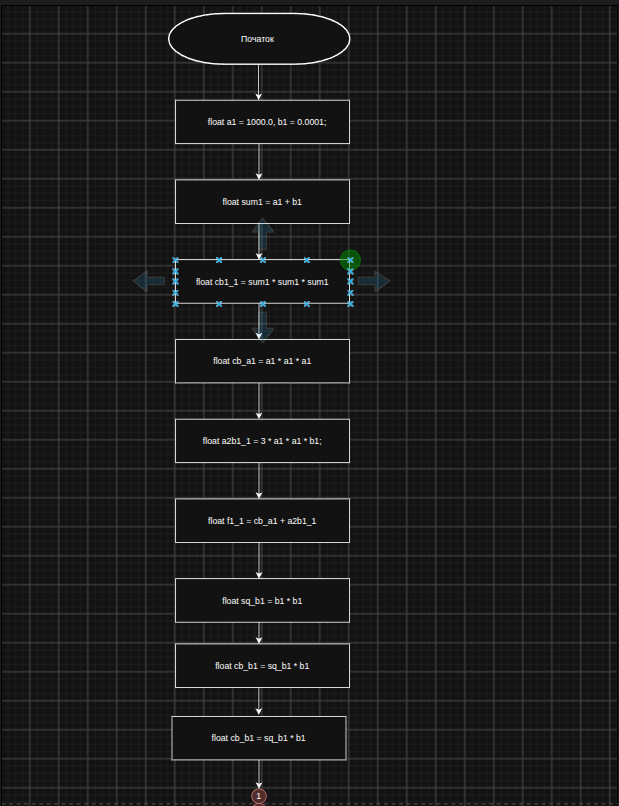 Початок
float a1 = 1000.0, b1 = 0.0001;
float sum1 = a1 + b1
float cb1_1 = sum1 * sum1 * sum1
float cb_a1 = a1 * a1 * a1
float a2b1_1 = 3 * a1 * a1 * b1;
float f1_1 = cb_a1 + a2b1_1
float sq_b1 = b1 * b1
float cb_b1 = sq_b1 * b1
float cb_b1 = sq_b1 * b1
1